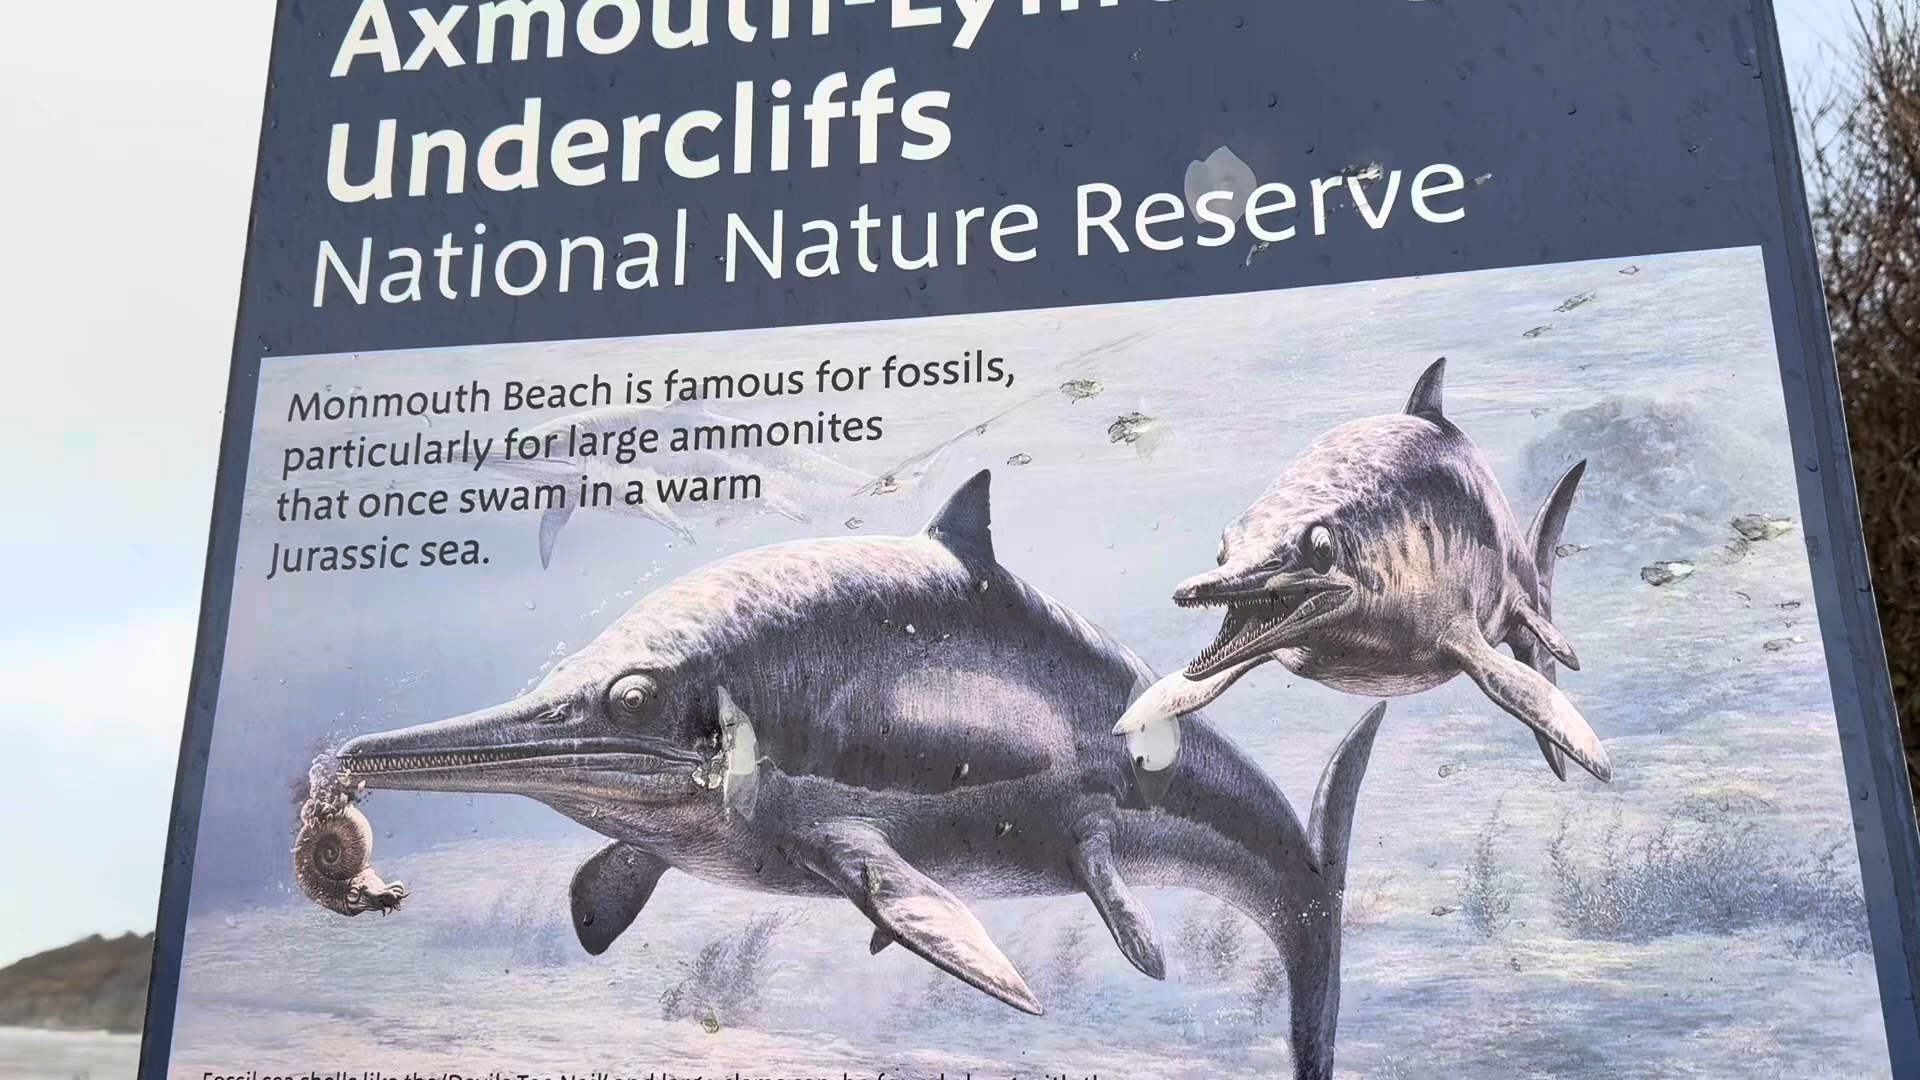 Undercliffs
National Nature Reserve
Monmouth Beach is famous for fossils,
particularly for large ammonites
that once swam in a warm
Jurassic sea.